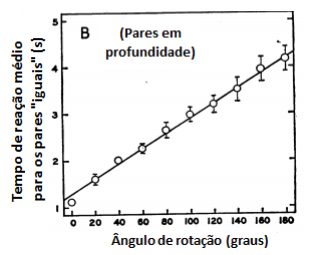 B
(Pares em
profundidade)
Tempo de reação médio
para os pares "iguais" (s)
5
4
3
2
1
0 20 40 60 80 100 120 140 160 180
Ângulo de rotação (graus)